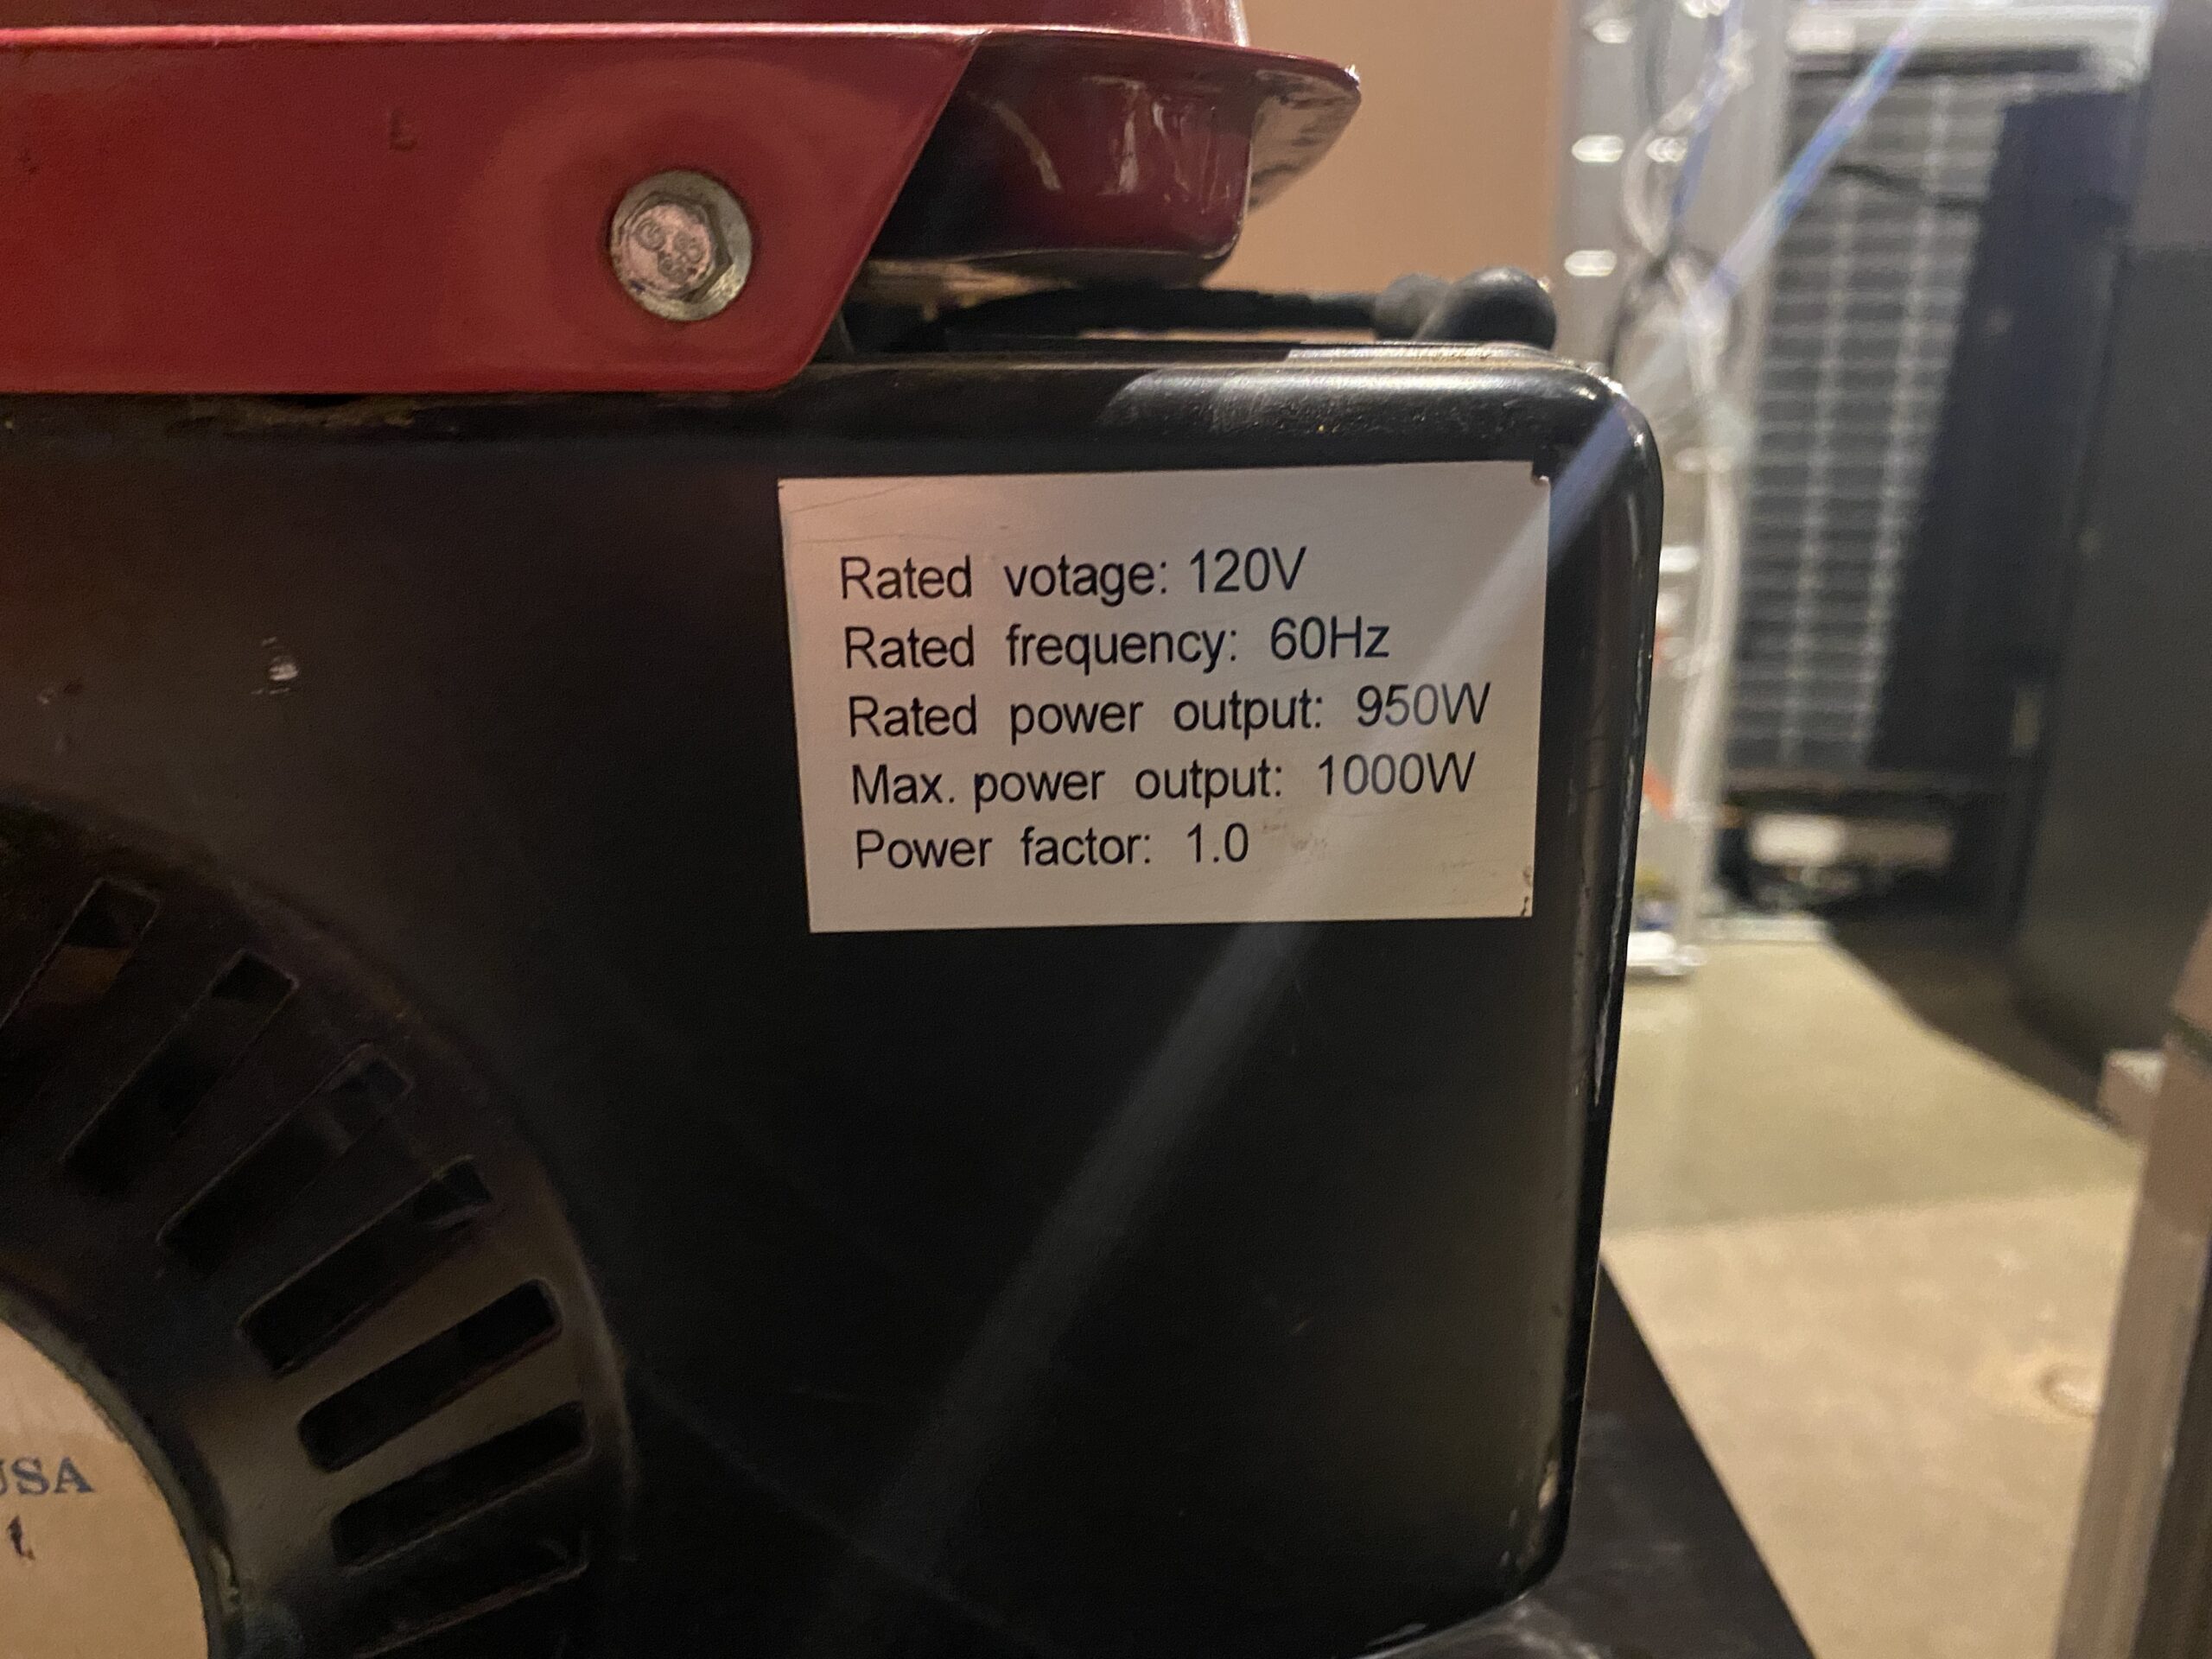 Rated votage: 120V
Rated frequency: 60Hz
Rated power output: 950W
Max. power output: 1000W
Power factor: 1.0
USA